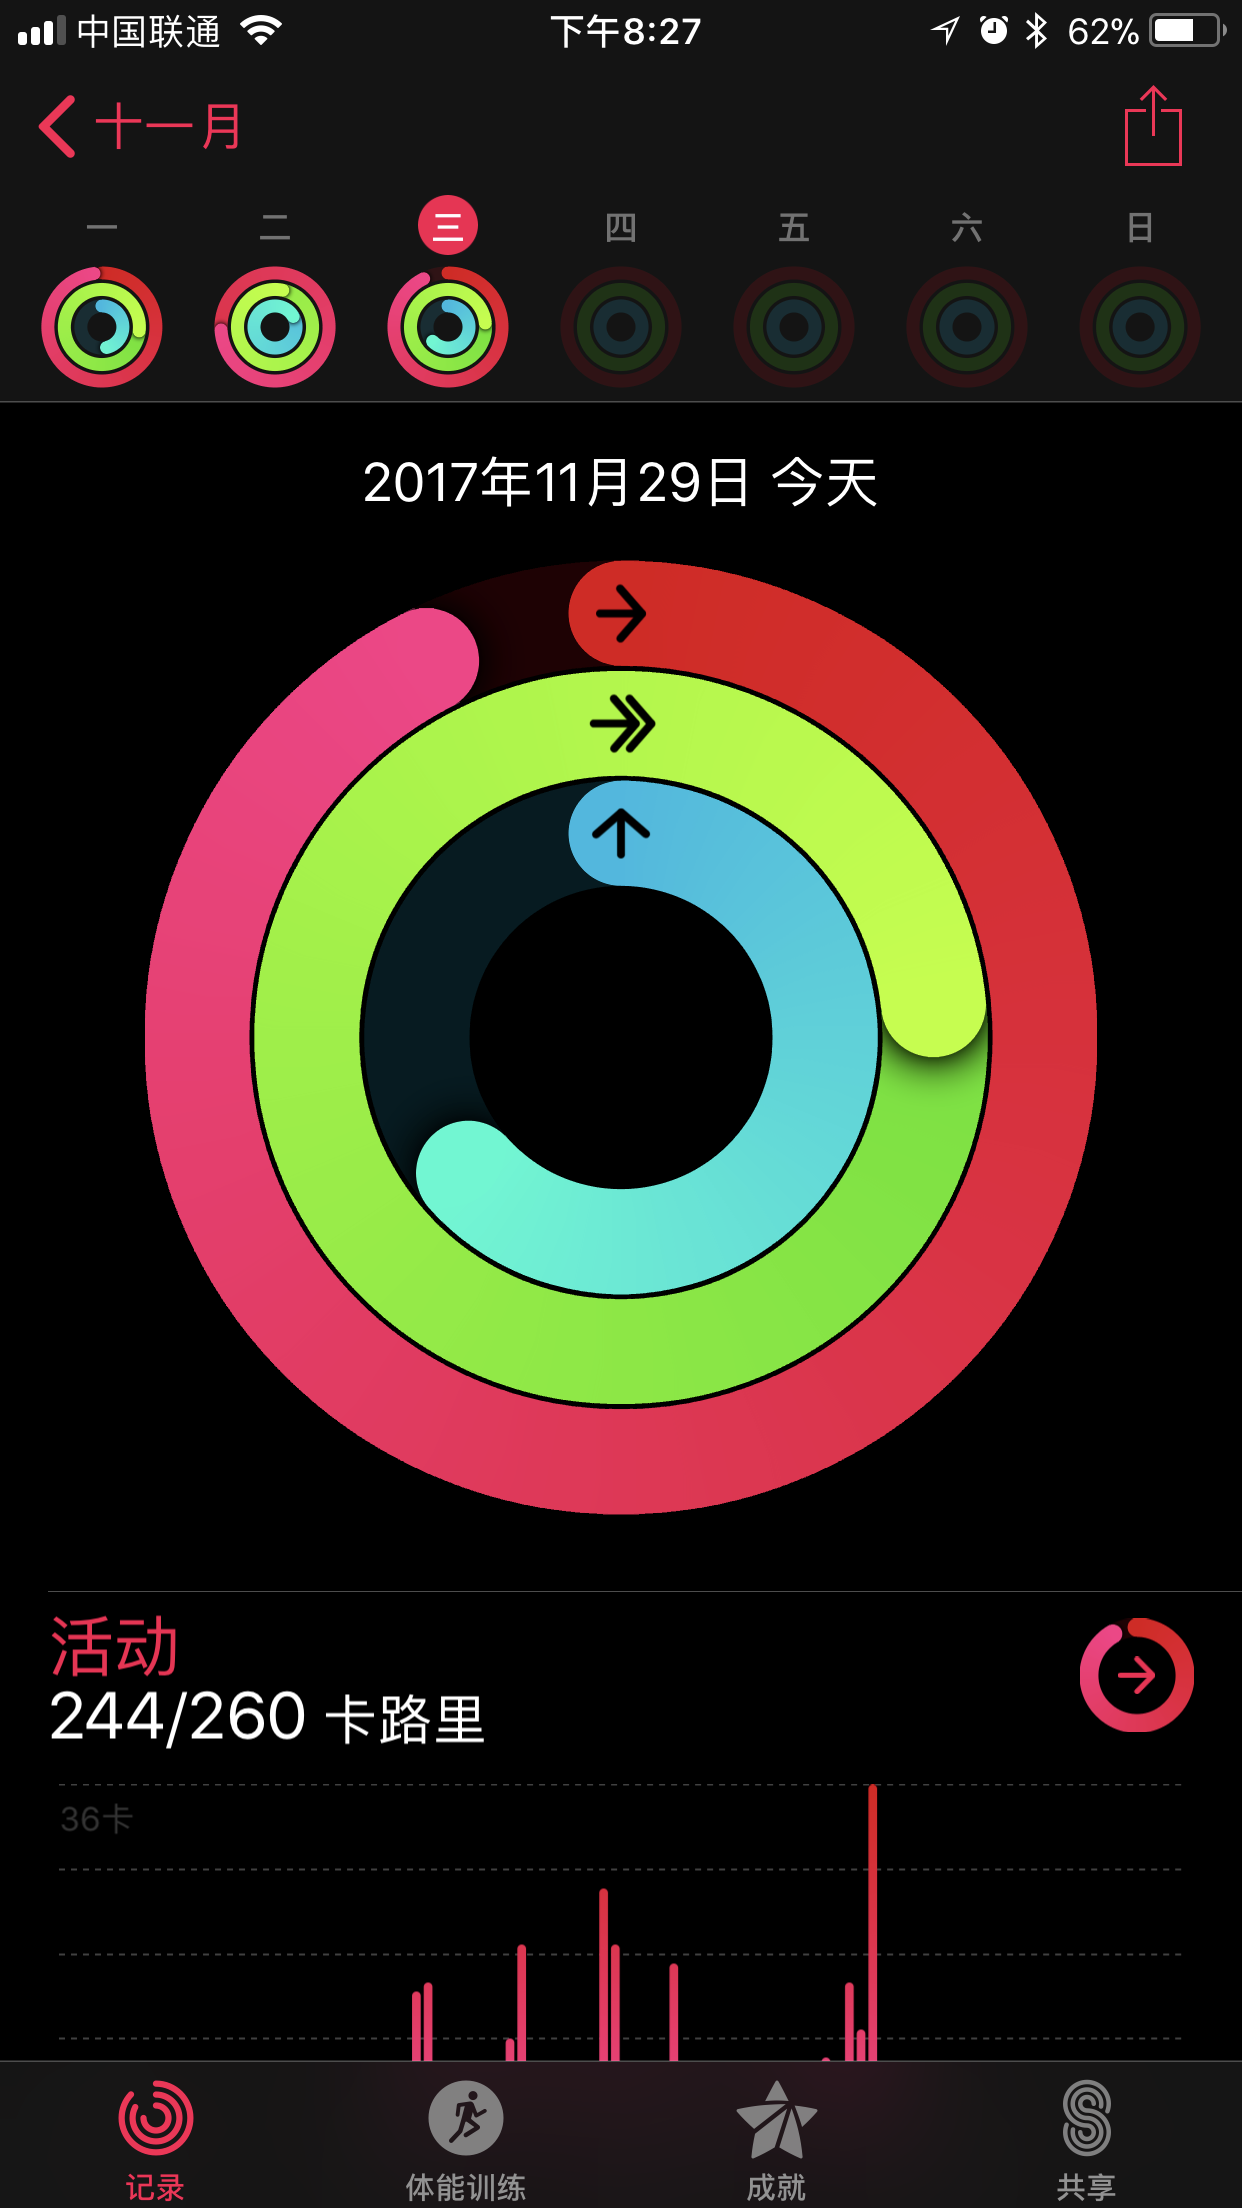 中国联通 下午8:27 62%
十一月
一 二 三 四 五 六 日
2017年11月29日 今天
活动
244/260 卡路里
36卡
记录 体能训练 成就 共享